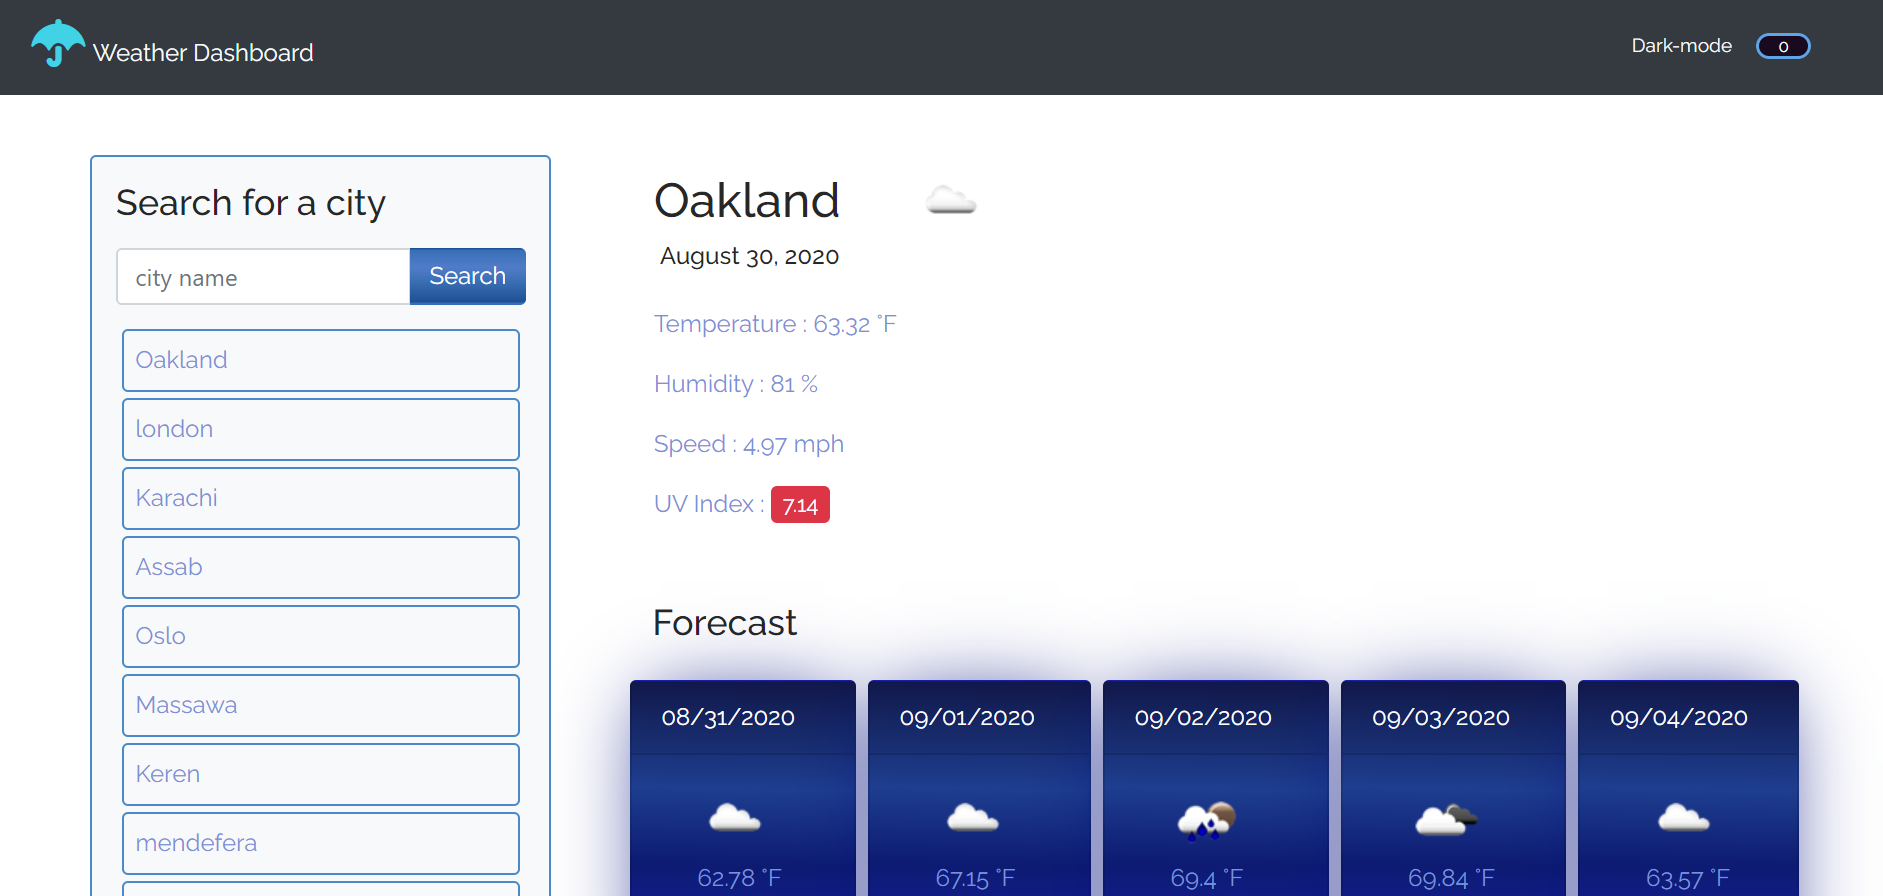 Weather Dashboard
Dark-mode
0
Search for a city
city name
Search
Oakland
london
Karachi
Assab
Oslo
Massawa
Keren
mendefera
Oakland
August 30, 2020
Temperature : 63.32 °F
Humidity : 81 %
Speed : 4.97 mph
UV Index : 7.14
Forecast
08/31/2020
62.78 °F
09/01/2020
67.15 °F
09/02/2020
69.4 °F
09/03/2020
69.84 °F
09/04/2020
63.57 °F